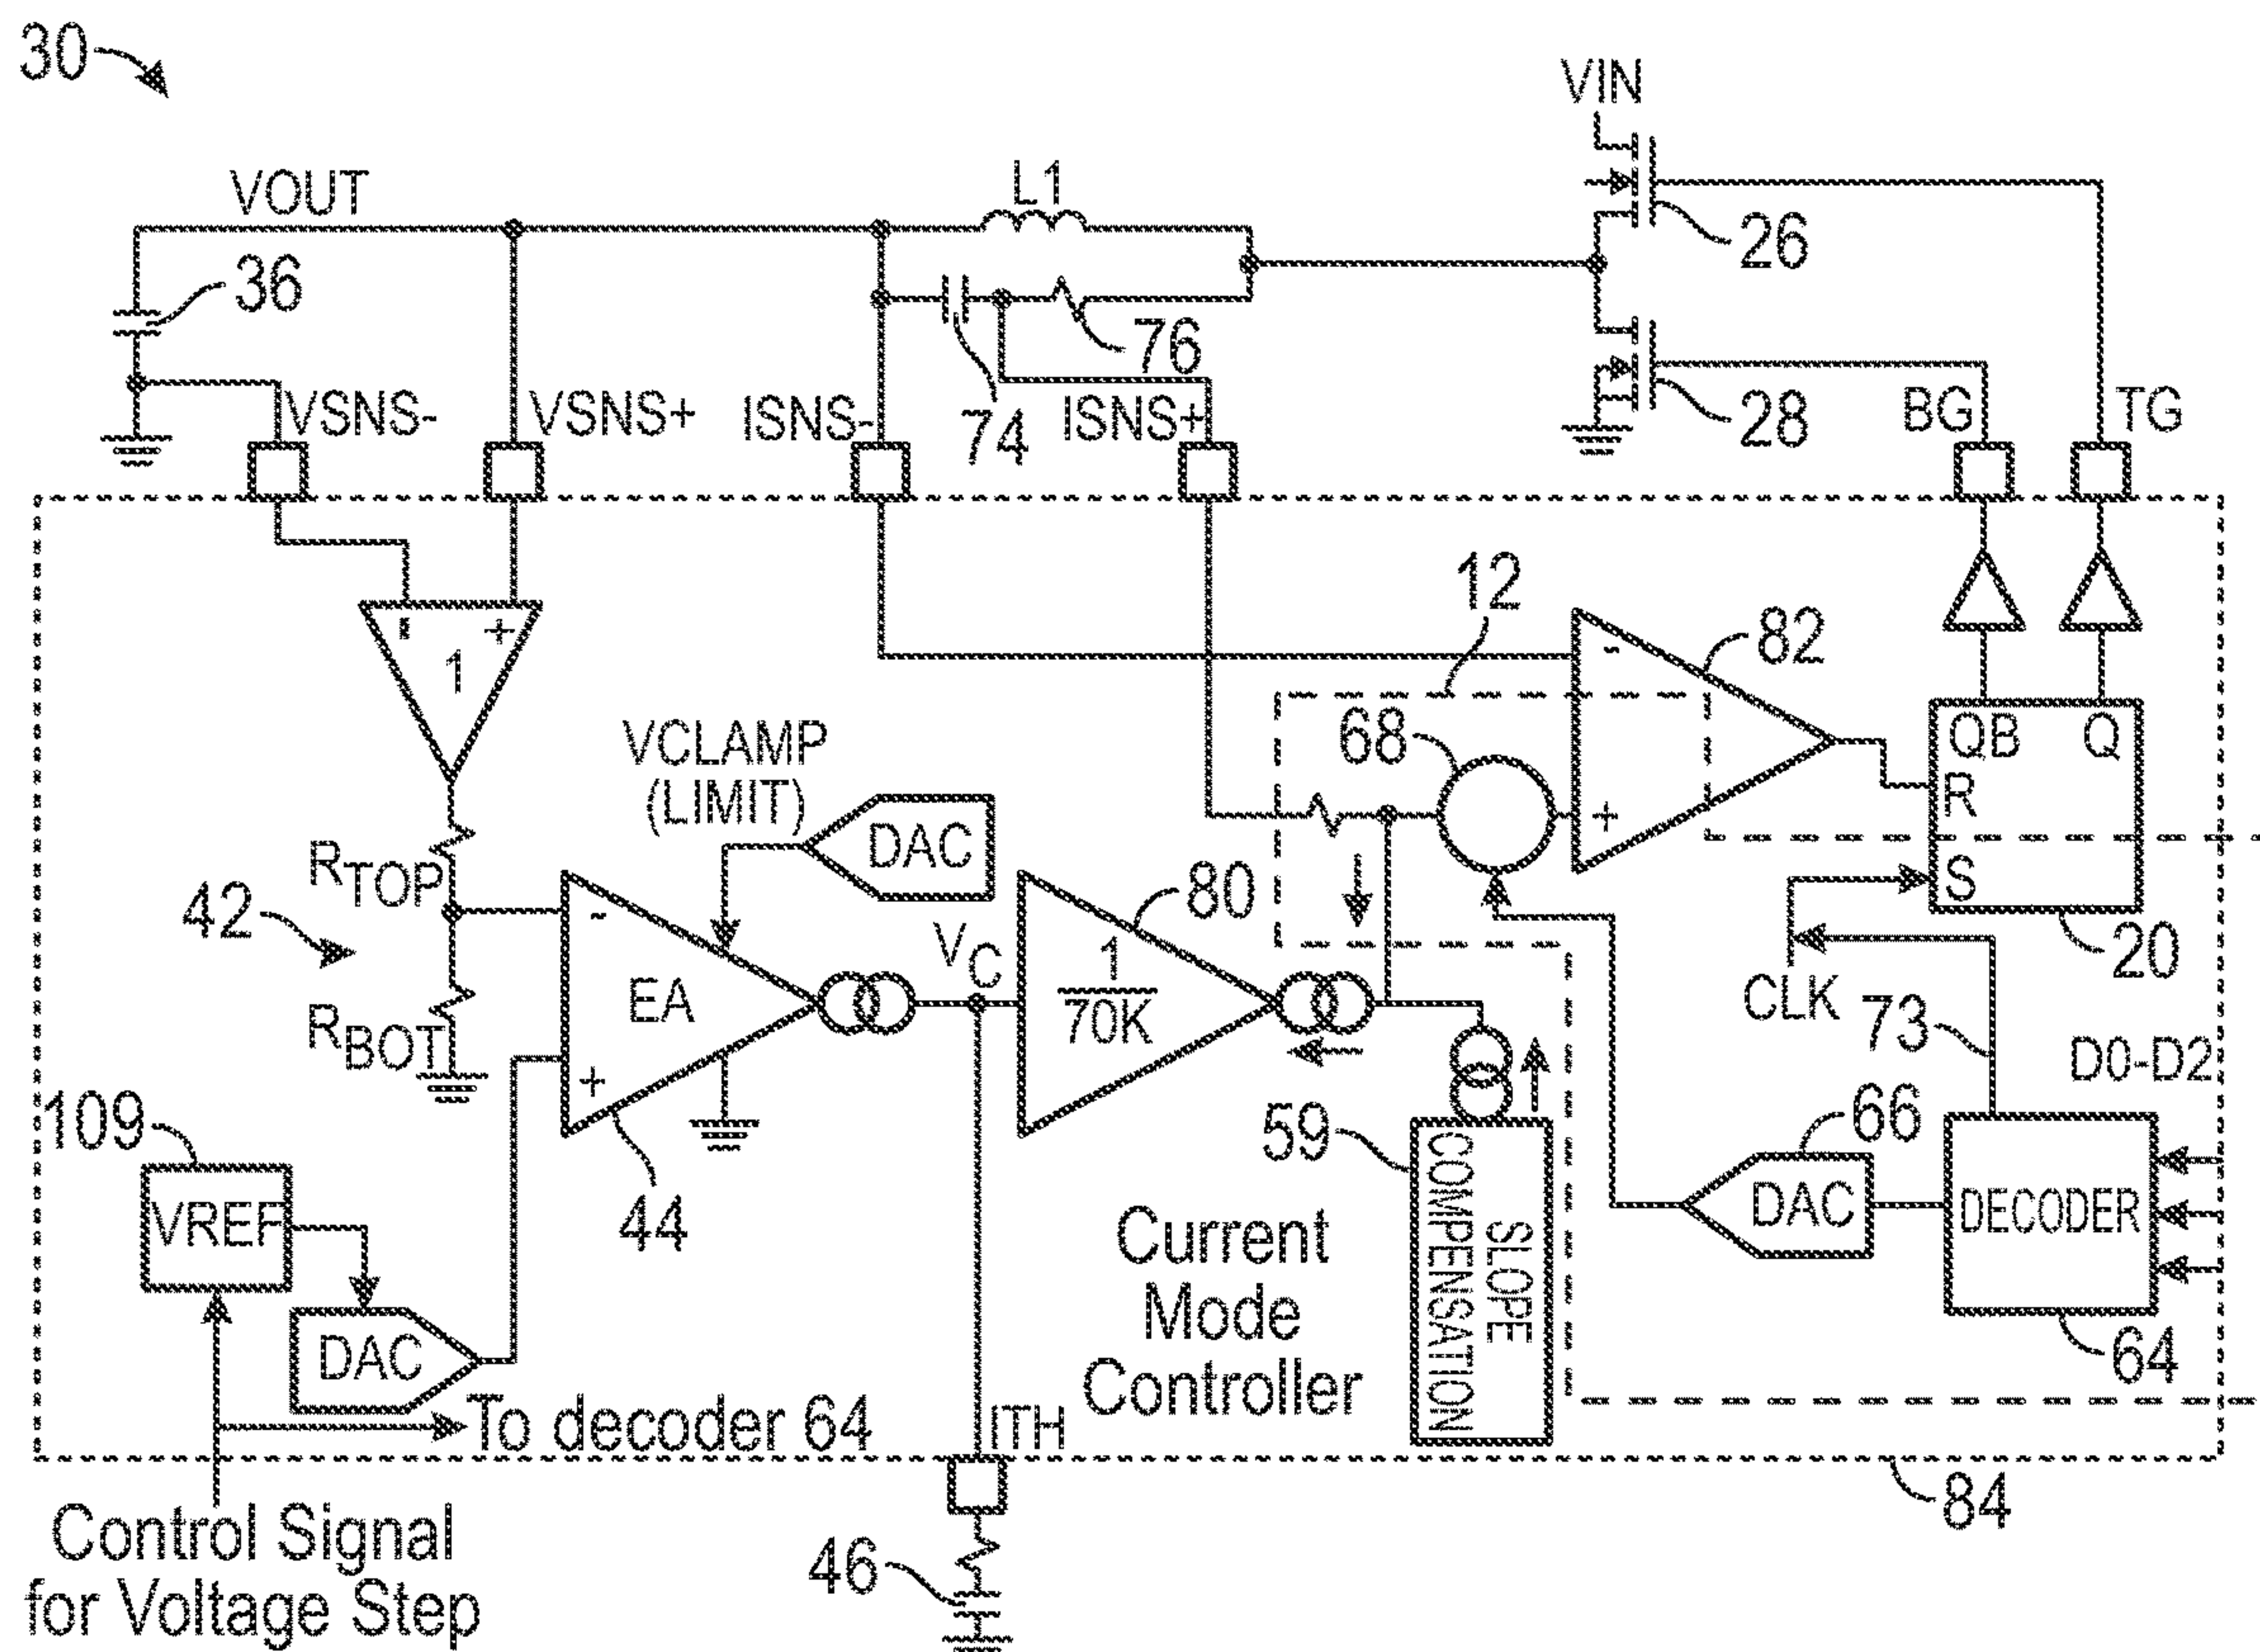 30
VIN
VOUT
L1
26
36
76
VSNS-
VSNS+
ISNS-
74
ISNS+
28
BG
TG
12
- +
1
-
82
VCLAMP
(LIMIT)
68
QB Q
R
DAC
+
S
RTOP
80
42
-
VC
20
EA
1
70K
CLK
RBOT
73
D0-D2
+
109
59
66
VREF
44
Current
Mode
Controller
SLOPE
COMPENSATION
DAC
DECODER
DAC
64
To decoder 64
ITH
84
Control Signal
for Voltage Step
46